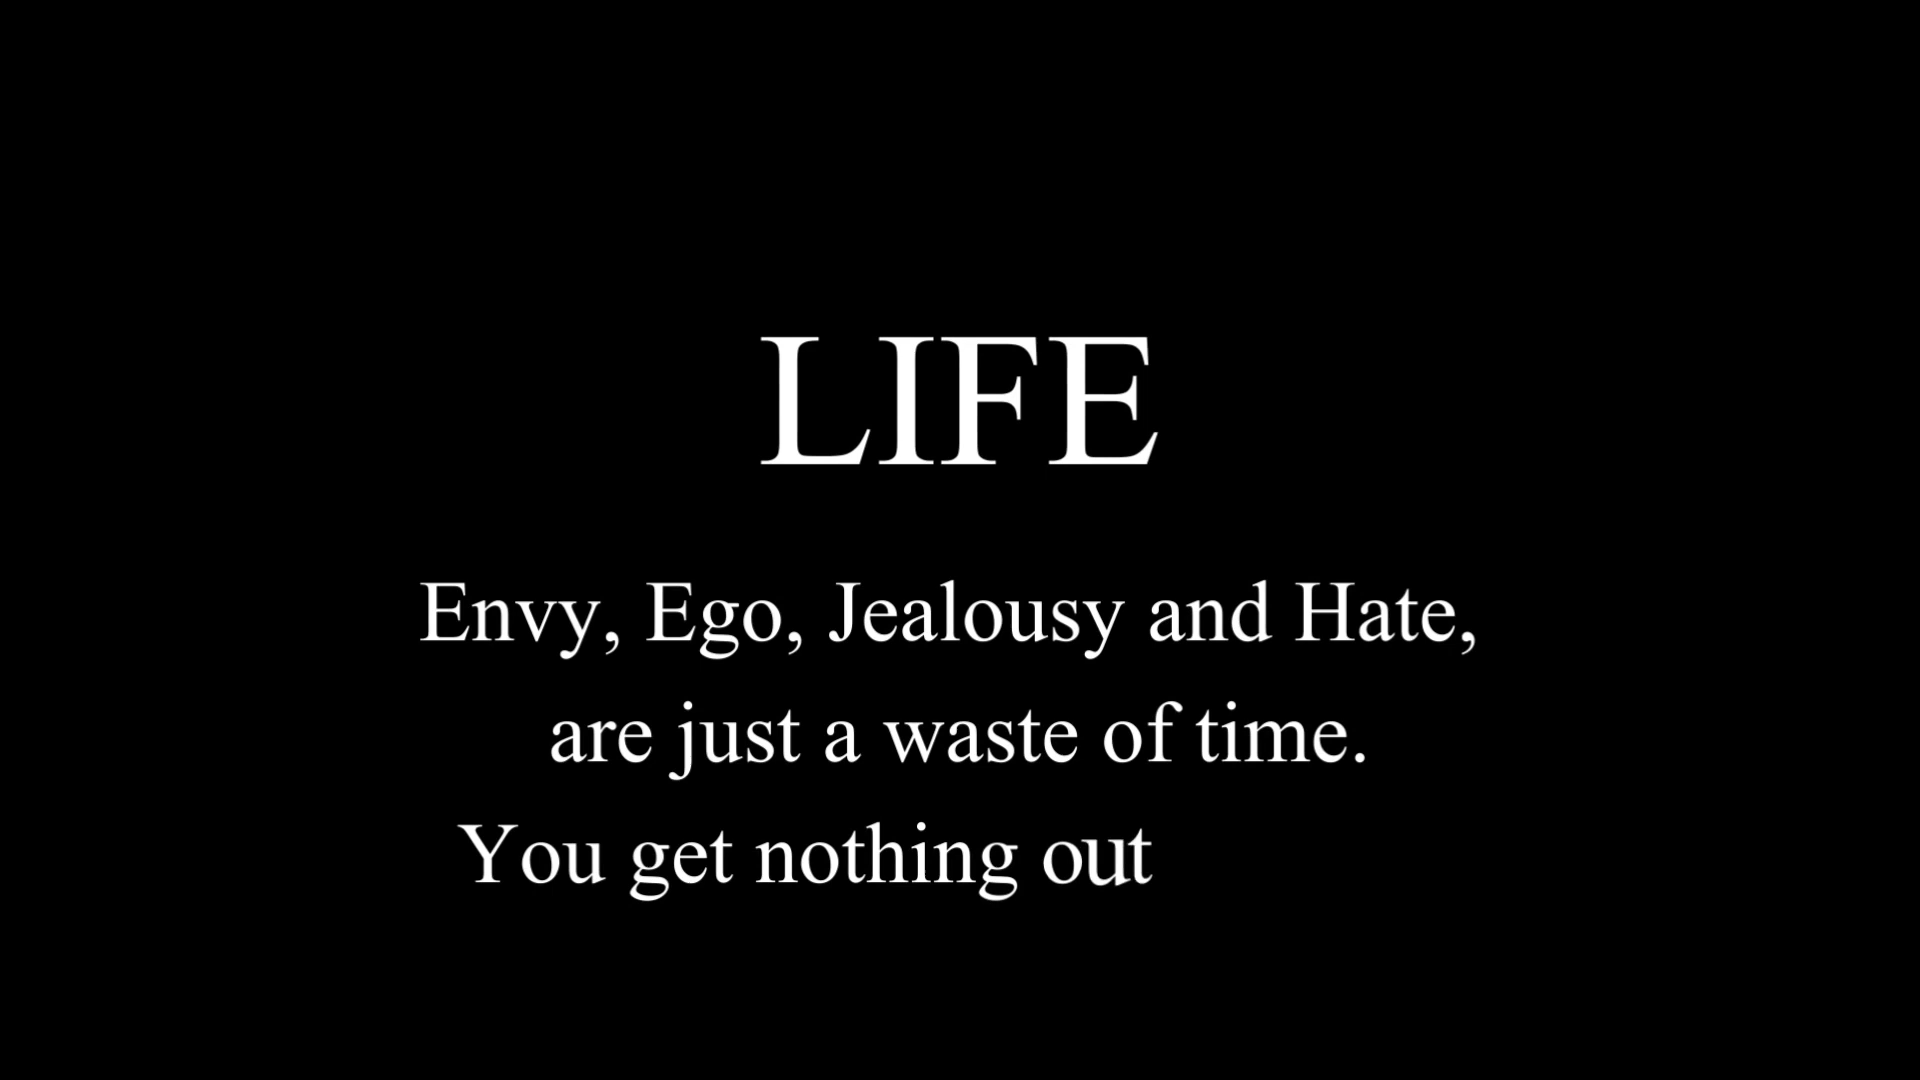 LIFE
Envy, Ego, Jealousy and Hate,
are just a waste of time.
You get nothing out